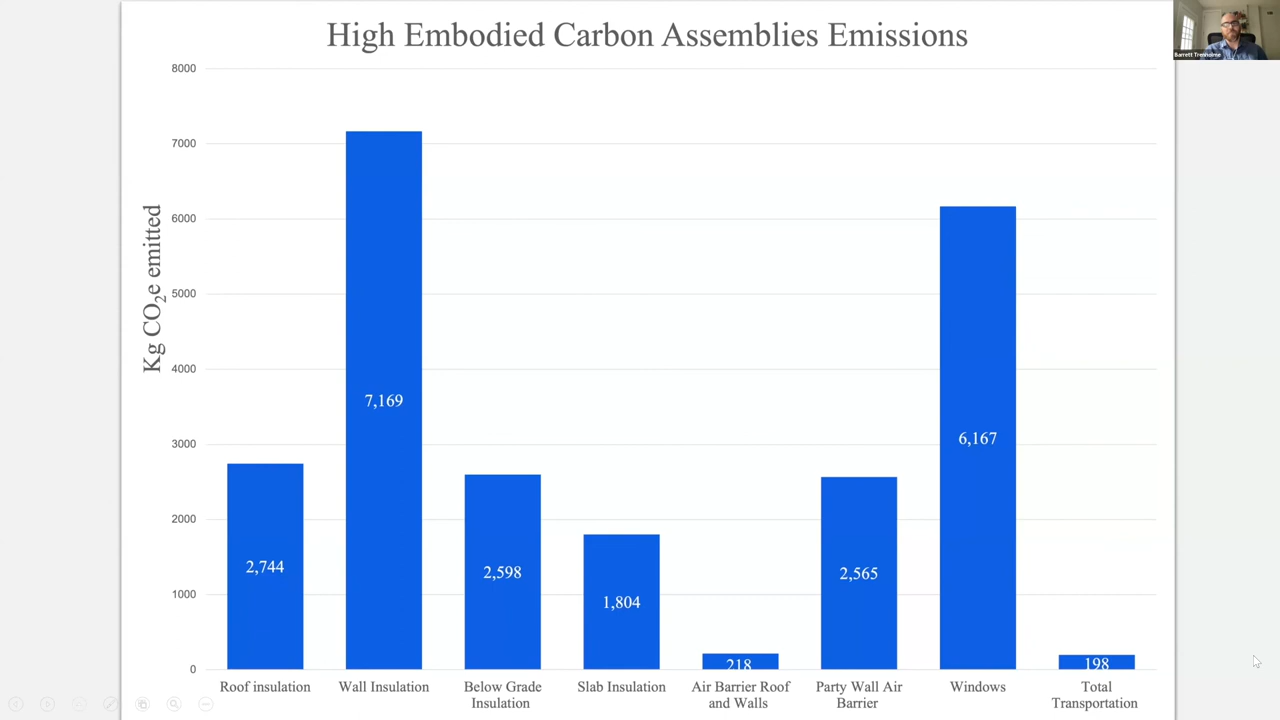 High Embodied Carbon Assemblies Emissions
Barrett Trenholme
Kg CO₂e emitted
8000
7000
6000
5000
4000
3000
2000
1000
0
2,744
7,169
2,598
1,804
218
2,565
6,167
198
Roof insulation
Wall Insulation
Below Grade
Insulation
Slab Insulation
Air Barrier Roof
and Walls
Party Wall Air
Barrier
Windows
Total
Transportation